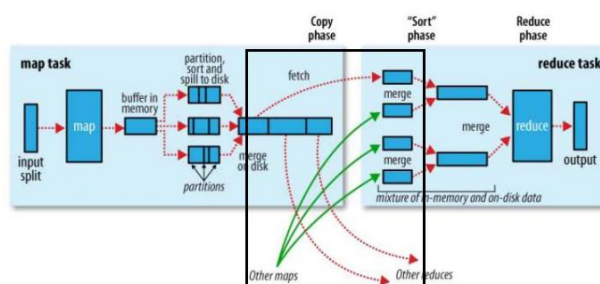 Copy
phase
"Sort"
phase
Reduce
phase
map task
reduce task
partition,
sort and
spill to disk
fetch
buffer in
memory
map
input
split
merge
on disk
partitions
merge
merge
merge
reduce
output
mixture of in-memory and on-disk data
Other maps
Other reduces